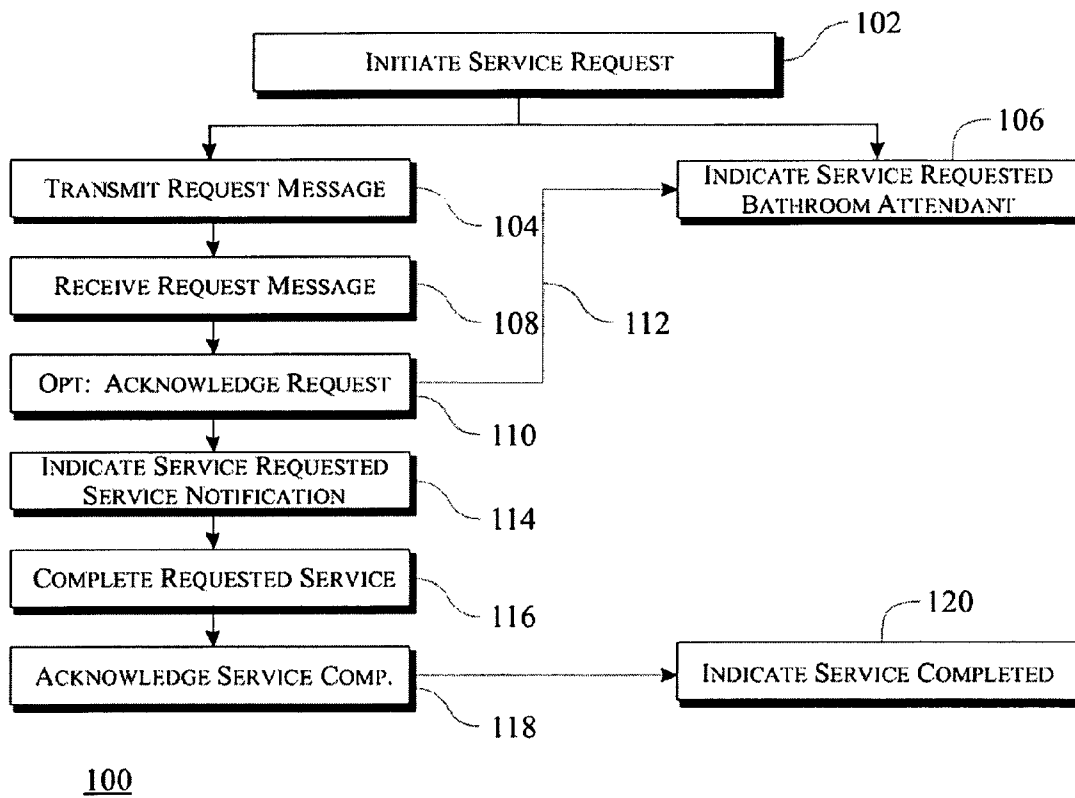 102
INITIATE SERVICE REQUEST
106
TRANSMIT REQUEST MESSAGE
104
INDICATE SERVICE REQUESTED
BATHROOM ATTENDANT
RECEIVE REQUEST MESSAGE
108
112
OPT: ACKNOWLEDGE REQUEST
110
INDICATE SERVICE REQUESTED
SERVICE NOTIFICATION
114
COMPLETE REQUESTED SERVICE
116
120
ACKNOWLEDGE SERVICE COMP.
118
INDICATE SERVICE COMPLETED
100